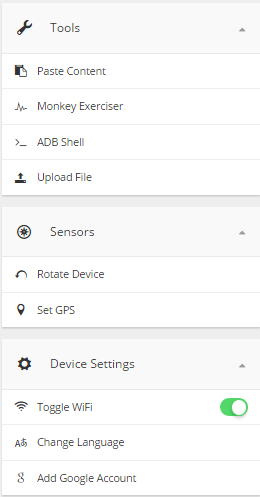 Tools
Paste Content
Monkey Exerciser
ADB Shell
Upload File
Sensors
Rotate Device
Set GPS
Device Settings
Toggle WiFi
Change Language
Add Google Account